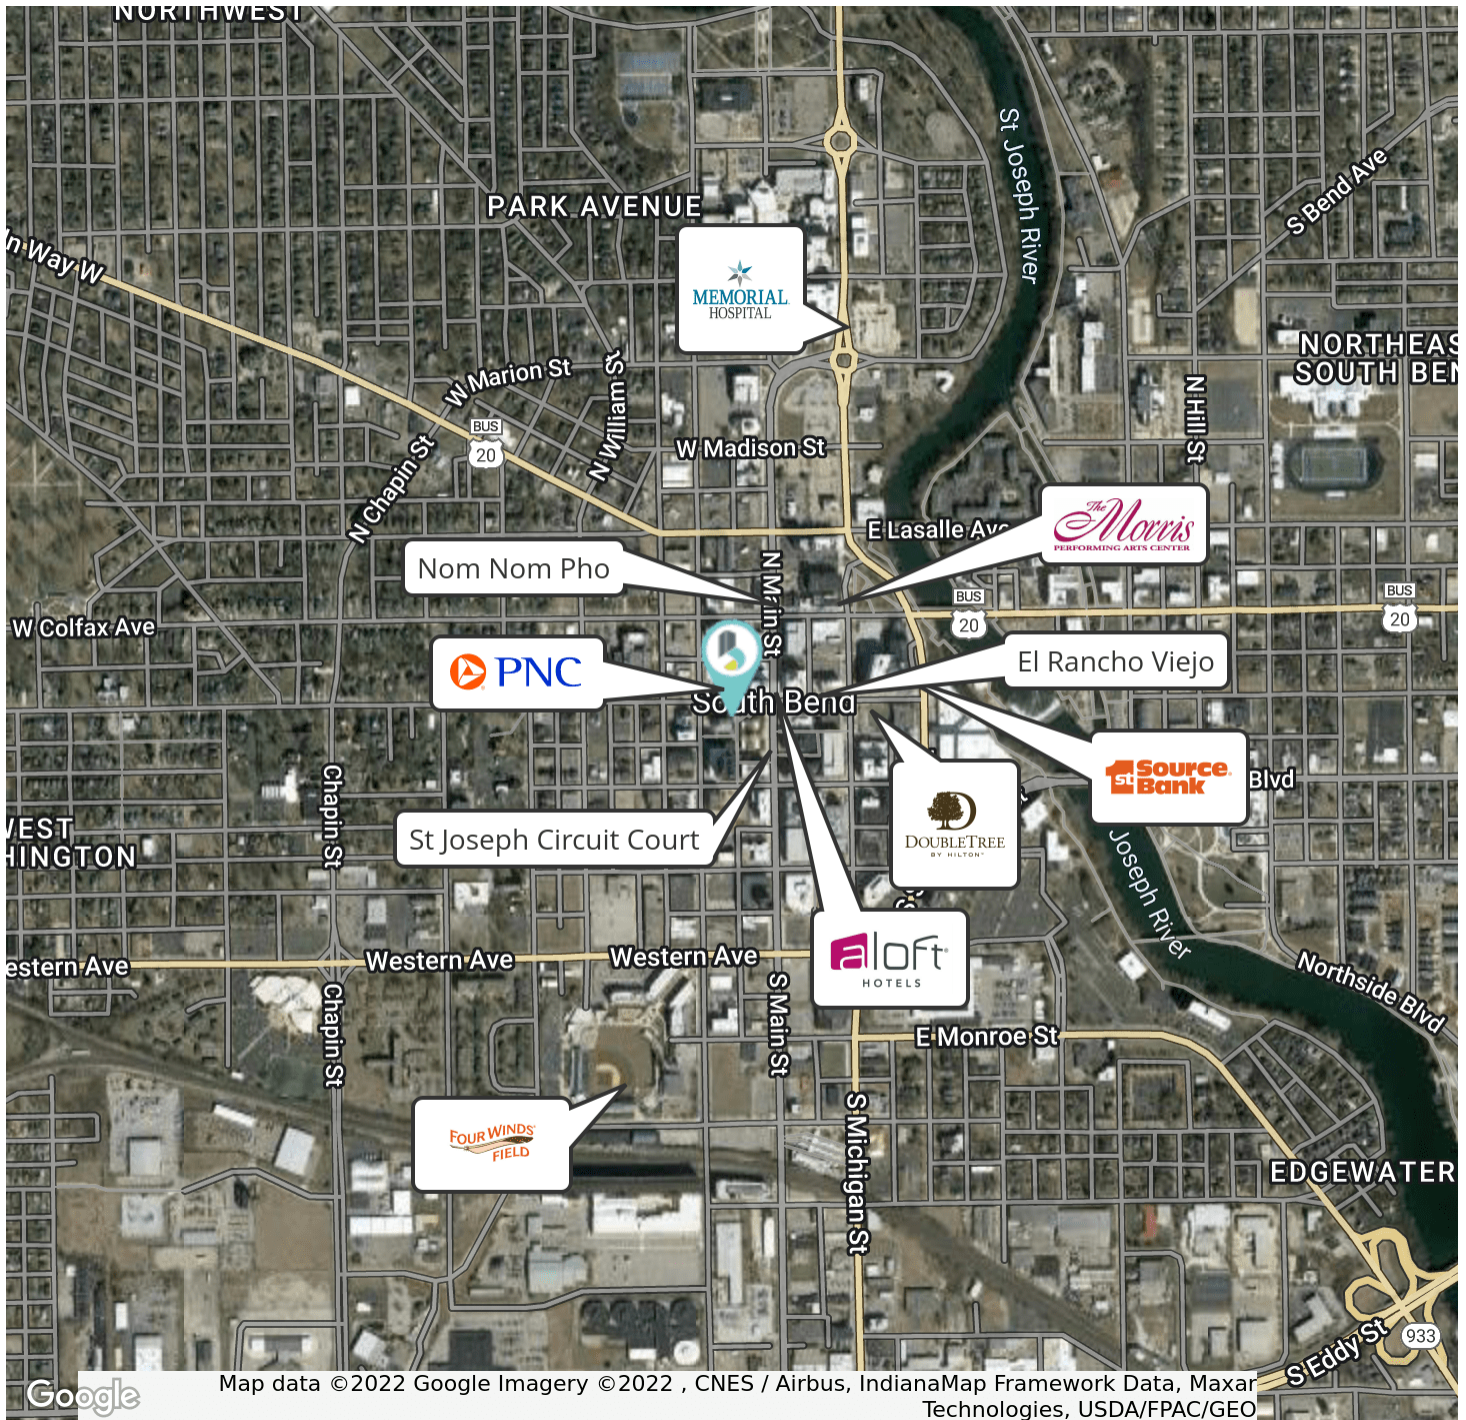 NORTHWEST
St Joseph River
S Bend Ave
PARK AVENUE
ln Way W
MEMORIAL
HOSPITAL
NORTHEAS
SOUTH BEN
W Marion St
N William St
N Hill St
BUS
20
W Madison St
N Chapin St
The Morris
PERFORMING ARTS CENTER
E Lasalle Ave
Nom Nom Pho
N Main St
BUS
20
BUS
20
W Colfax Ave
PNC
El Rancho Viejo
South Bend
1st Source
Bank
Blvd
Chapin St
St Joseph Circuit Court
DOUBLETREE
BY HILTON™
WEST
HINGTON
Joseph River
aloft
HOTELS
estern Ave
Western Ave
Western Ave
Northside Blvd
Chapin St
S Main St
E Monroe St
FOUR WINDS
FIELD
S Michigan St
EDGEWATER
933
S Eddy St
Google
Map data ©2022 Google Imagery ©2022 , CNES / Airbus, IndianaMap Framework Data, Maxar
Technologies, USDA/FPAC/GEO